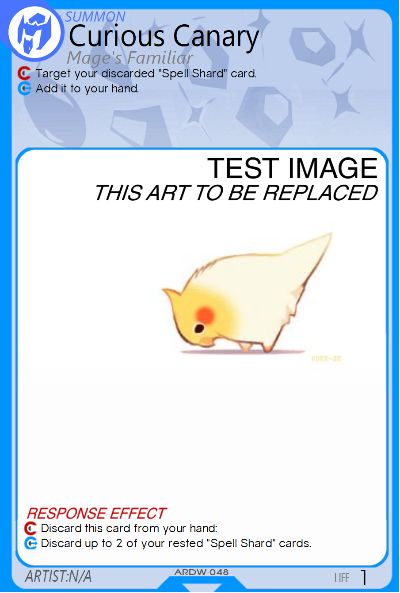 SUMMON
Curious Canary
Mage's Familiar
Target your discarded "Spell Shard" card.
Add it to your hand.
TEST IMAGE
THIS ART TO BE REPLACED
RESPONSE EFFECT
Discard this card from your hand:
Discard up to 2 of your rested "Spell Shard" cards.
ARDW 048
ARTIST:N/A
LIFE 1